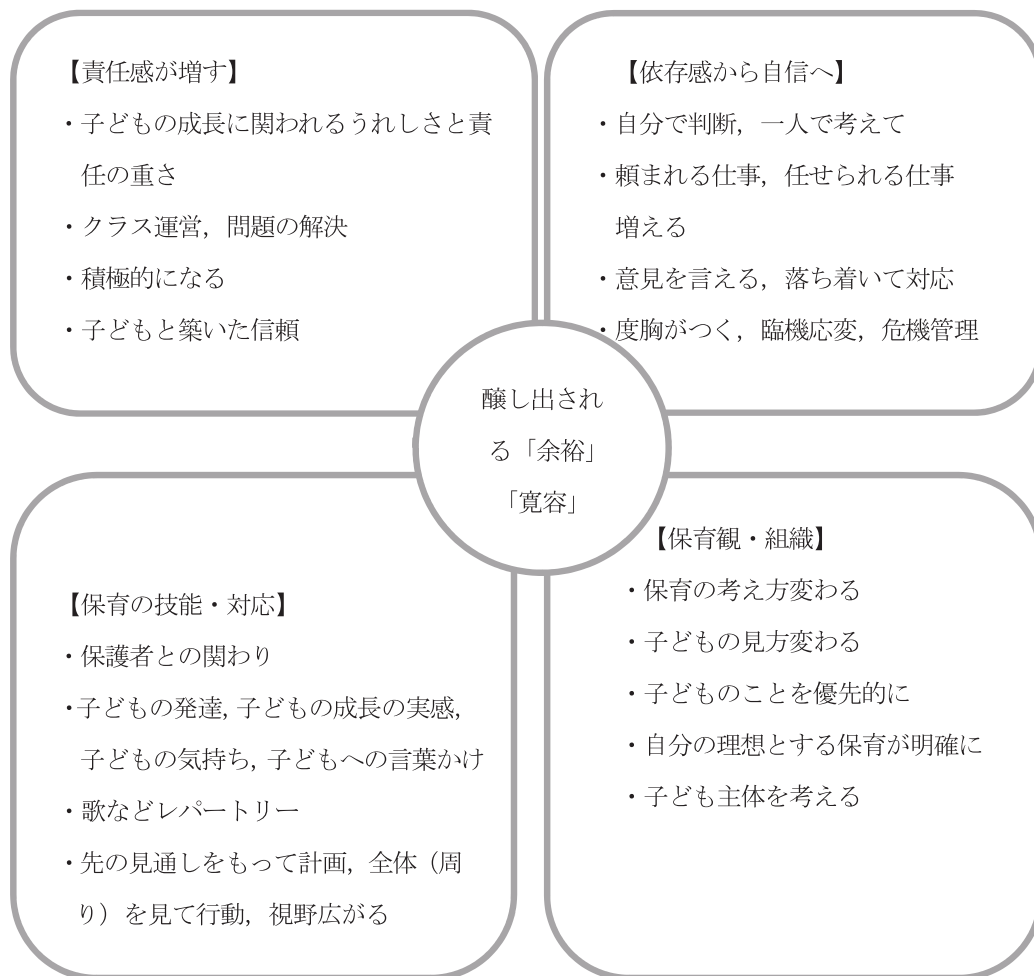 【責任感が増す】
・子どもの成長に関われるうれしさと責
任の重さ
・クラス運営，問題の解決
・積極的になる
・子どもと築いた信頼
【依存感から自信へ】
・自分で判断，一人で考えて
・頼まれる仕事，任せられる仕事
増える
・意見を言える，落ち着いて対応
・度胸がつく，臨機応変，危機管理
醸し出され
る「余裕」
「寛容」
【保育の技能・対応】
・保護者との関わり
・子どもの発達，子どもの成長の実感，
子どもの気持ち，子どもへの言葉かけ
・歌などレパートリー
・先の見通しをもって計画，全体（周
り）を見て行動，視野広がる
【保育観・組織】
・保育の考え方変わる
・子どもの見方変わる
・子どものことを優先的に
・自分の理想とする保育が明確に
・子ども主体を考える